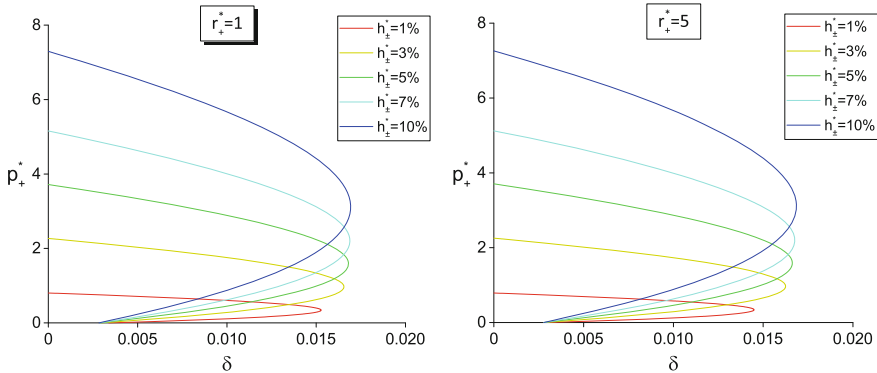 r₊*=1
h±*=1%
h±*=3%
h±*=5%
h±*=7%
h±*=10%
8
6
4
2
0
p₊*
0
0.005
0.010
0.015
0.020
δ
r₊*=5
h±*=1%
h±*=3%
h±*=5%
h±*=7%
h±*=10%
8
6
4
2
0
p₊*
0
0.005
0.010
0.015
0.020
δ